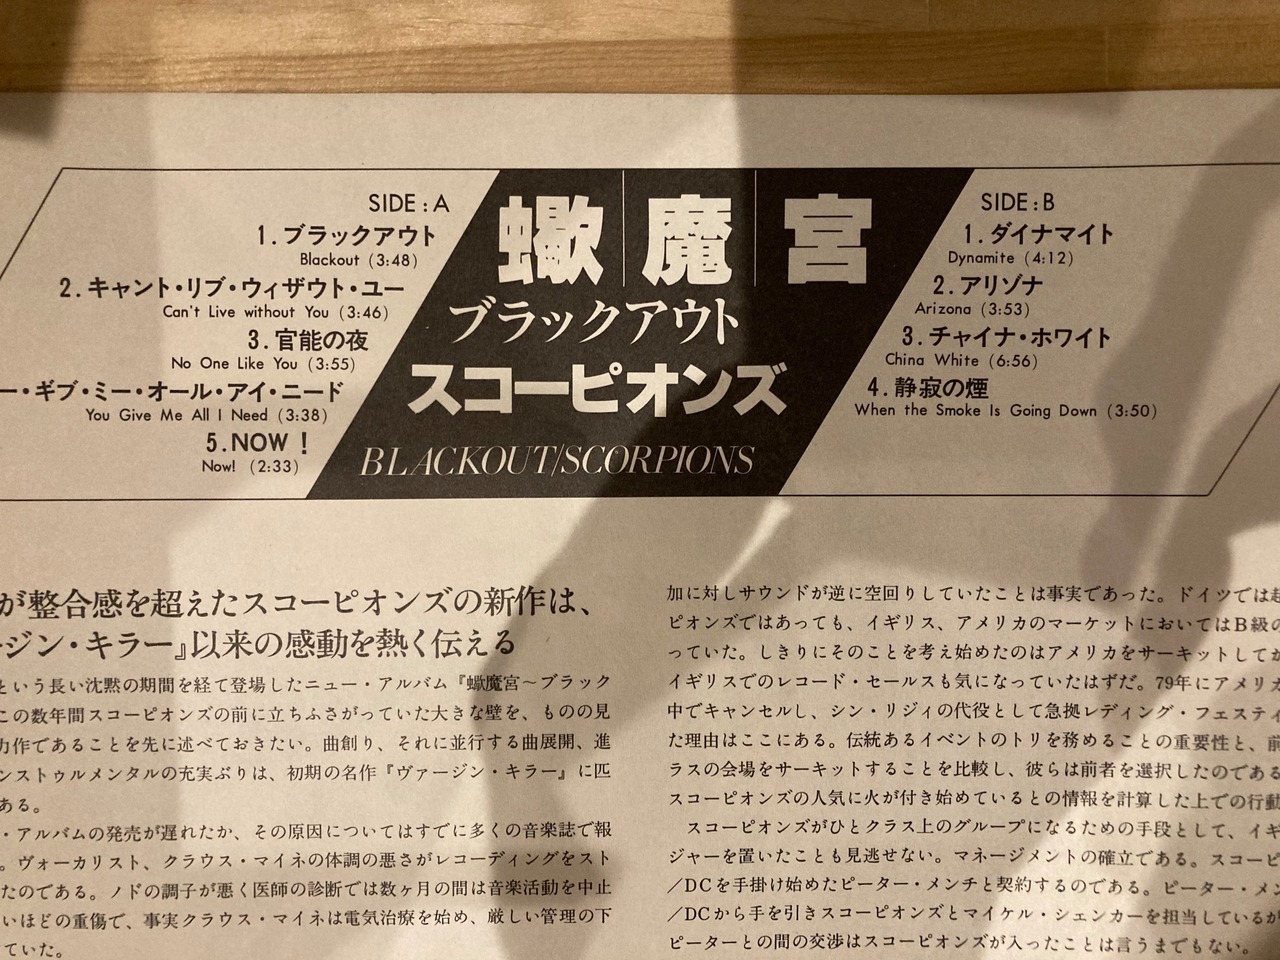 SIDE : A
1. ブラックアウト
Blackout (3:48)
2. キャント・リブ・ウィザウト・ユー
Can't Live without You (3:46)
3. 官能の夜
No One Like You (3:55)
ー・ギブ・ミー・オール・アイ・ニード
You Give Me All I Need (3:38)
5. NOW !
Now! (2:33)
蠍魔宮
ブラックアウト
スコーピオンズ
BLACKOUT/SCORPIONS
SIDE : B
1. ダイナマイト
Dynamite (4:12)
2. アリゾナ
Arizona (3:53)
3. チャイナ・ホワイト
China White (6:56)
4. 静寂の煙
When the Smoke Is Going Down (3:50)
が整合感を超えたスコーピオンズの新作は、
ージン・キラー』以来の感動を熱く伝える
という長い沈黙の期間を経て登場したニュー・アルバム『蠍魔宮～ブラック
この数年間スコーピオンズの前に立ちふさがっていた大きな壁を、ものの見
力作であることを先に述べておきたい。曲創り、それに並行する曲展開、進
ンストゥルメンタルの充実ぶりは、初期の名作『ヴァージン・キラー』に匹
ある。
・アルバムの発売が遅れたか、その原因についてはすでに多くの音楽誌で報
。ヴォーカリスト、クラウス・マイネの体調の悪さがレコーディングをスト
たのである。ノドの調子が悪く医師の診断では数ヶ月の間は音楽活動を中止
いほどの重傷で、事実クラウス・マイネは電気治療を始め、厳しい管理の下
ていた。
加に対しサウンドが逆に空回りしていたことは事実であった。ドイツでは超
ピオンズではあっても、イギリス、アメリカのマーケットにおいてはB級の
っていた。しきりにそのことを考え始めたのはアメリカをサーキットしてか
イギリスでのレコード・セールスも気になっていたはずだ。79年にアメリカ
中でキャンセルし、シン・リジィの代役として急拠レディング・フェスティ
た理由はここにある。伝統あるイベントのトリを務めることの重要性と、前
ラスの会場をサーキットすることを比較し、彼らは前者を選択したのである
スコーピオンズの人気に火が付き始めているとの情報を計算した上での行動
スコーピオンズがひとクラス上のグループになるための手段として、イギ
ジャーを置いたことも見逃せない。マネージメントの確立である。スコーピ
／DCを手掛け始めたピーター・メンチと契約するのである。ピーター・メン
／DCから手を引きスコーピオンズとマイケル・シェンカーを担当しているが
ピーターとの間の交渉はスコーピオンズが入ったことは言うまでもない。